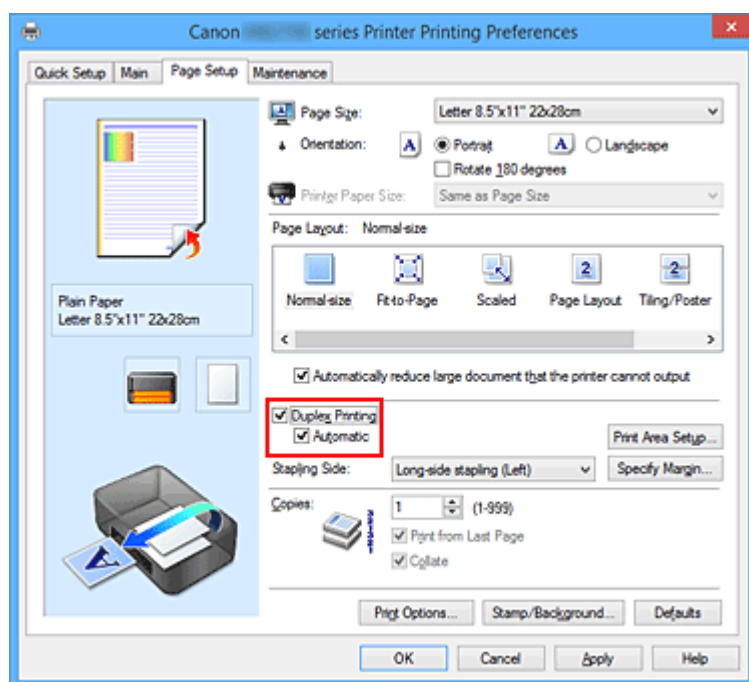 Canon series Printer Printing Preferences
Quick Setup Main Page Setup Maintenance
Page Size: Letter 8.5"x11" 22x28cm
Orientation: A Portrait A Landscape
Rotate 180 degrees
Printer Paper Size: Same as Page Size
Page Layout: Normal-size
2 2
Normal-size Fit-to-Page Scaled Page Layout Tiling/Poster
Plain Paper
Letter 8.5"x11" 22x28cm
Automatically reduce large document that the printer cannot output
Duplex Printing
Automatic
Print Area Setup...
Stapling Side: Long-side stapling (Left) Specify Margin...
Copies: 1 (1-999)
Print from Last Page
Collate
A
Print Options... Stamp/Background... Defaults
OK Cancel Apply Help